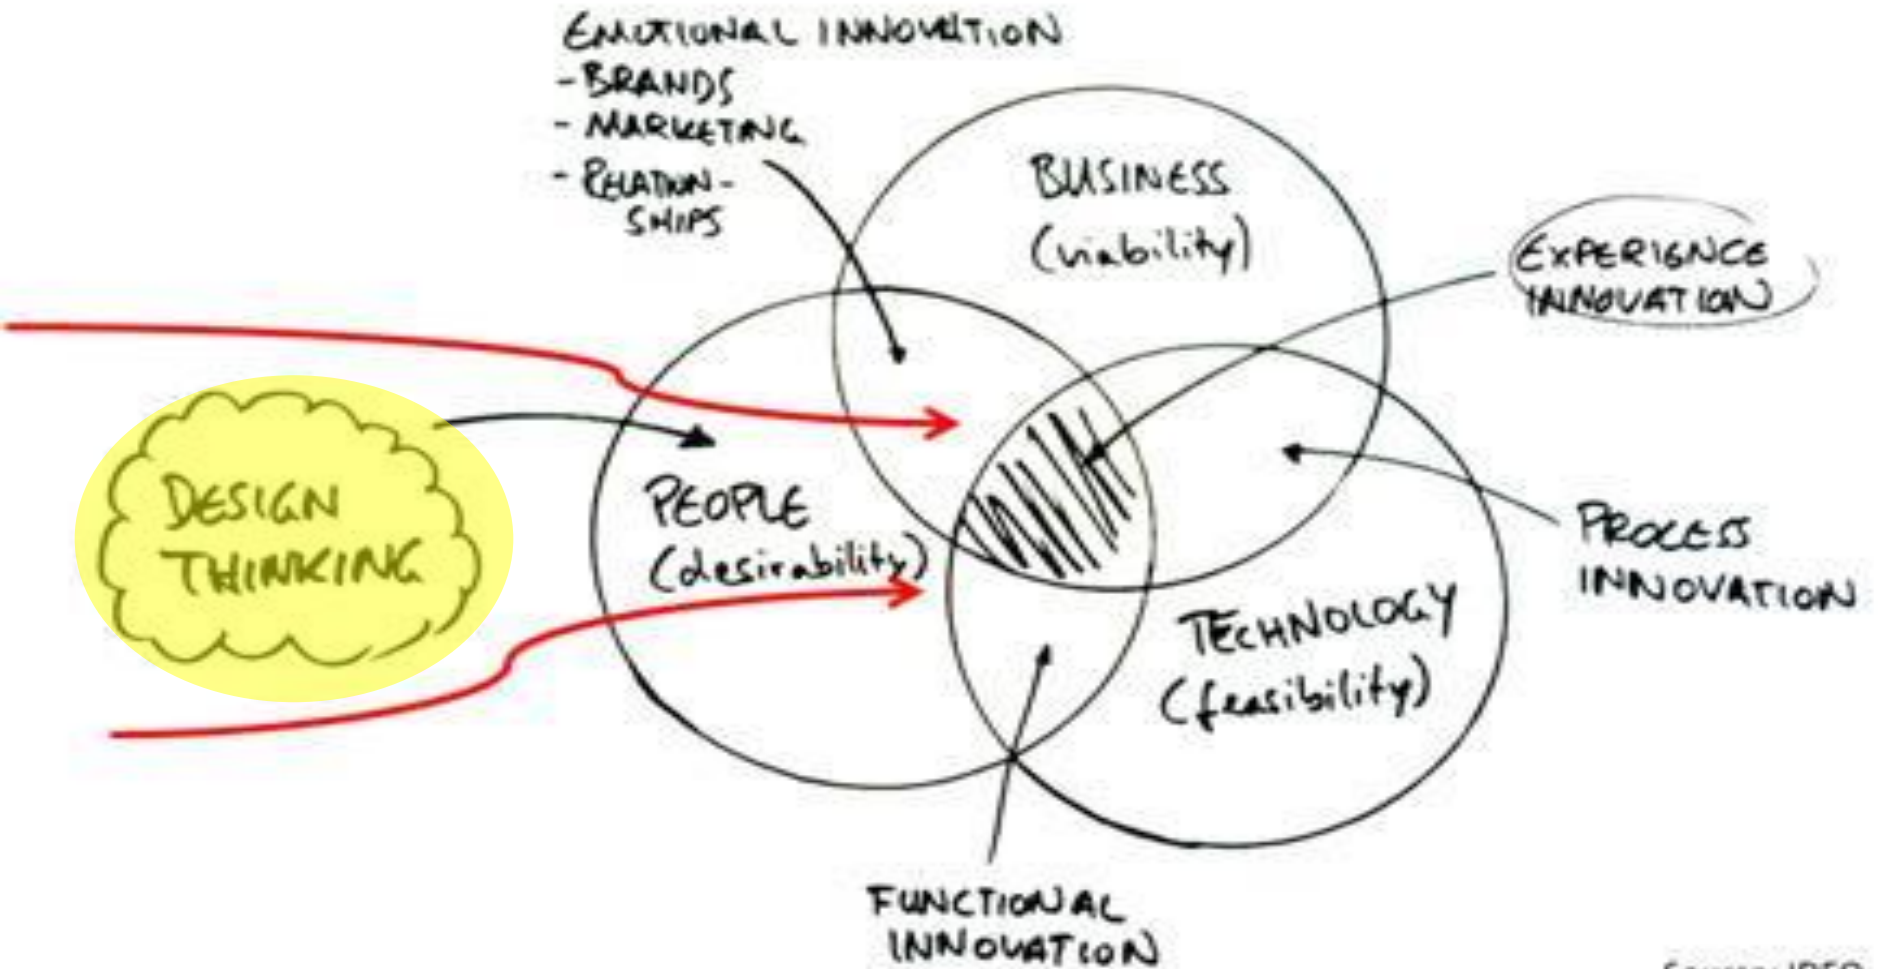 EMOTIONAL INNOVATION
- BRANDS
- MARKETING
- RELATION-
SHIPS
BUSINESS
(viability)
EXPERIENCE
INNOVATION
DESIGN
THINKING
PEOPLE
(desirability)
PROCESS
INNOVATION
TECHNOLOGY
(feasibility)
FUNCTIONAL
INNOVATION